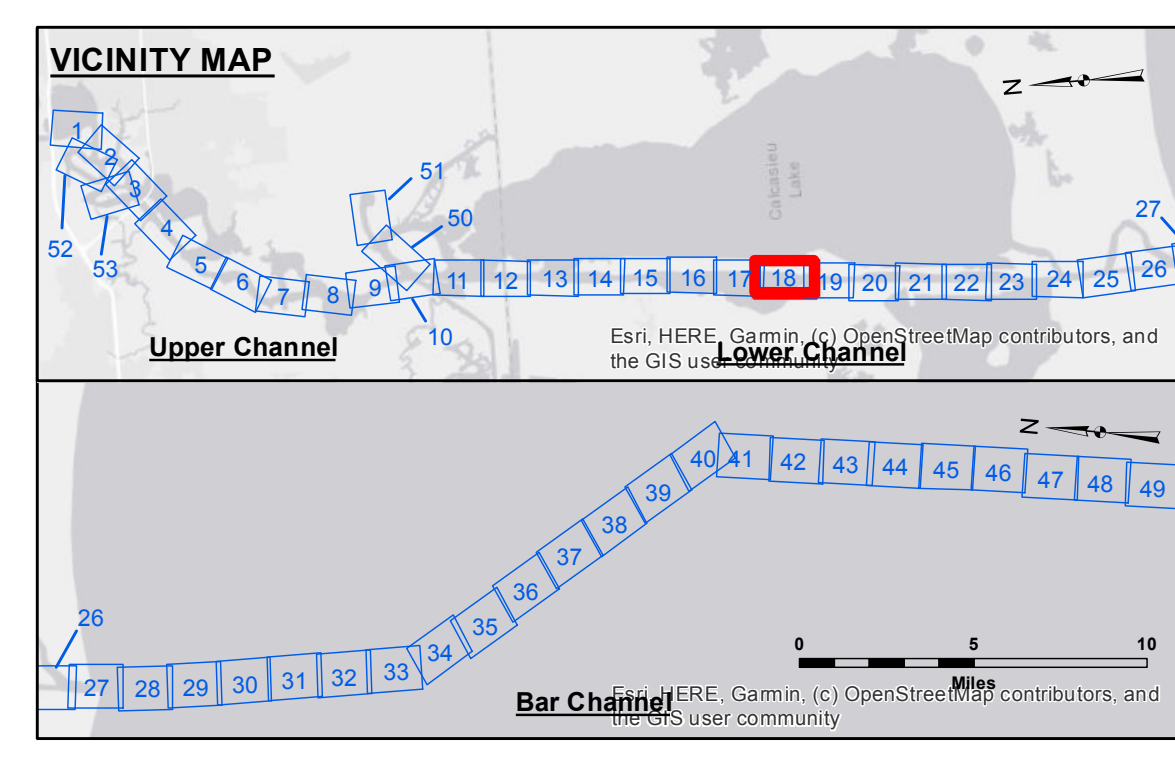 VICINITY MAP
N
1
2
3
52
53
4
5
6
7
8
9
10
51
50
11 12 13 14 15 16 17 18 19 20 21 22 23 24 25 26
27
Calcasieu
Lake
Upper Channel
Lower Channel
Esri, HERE, Garmin, (c) OpenStreetMap contributors, and
the GIS user community
N
26
27 28 29 30 31 32 33
34
35
36
37
38
39
40 41 42 43 44 45 46 47 48 49
0 5 10
Miles
Bar Channel
Esri, HERE, Garmin, (c) OpenStreetMap contributors, and
the GIS user community